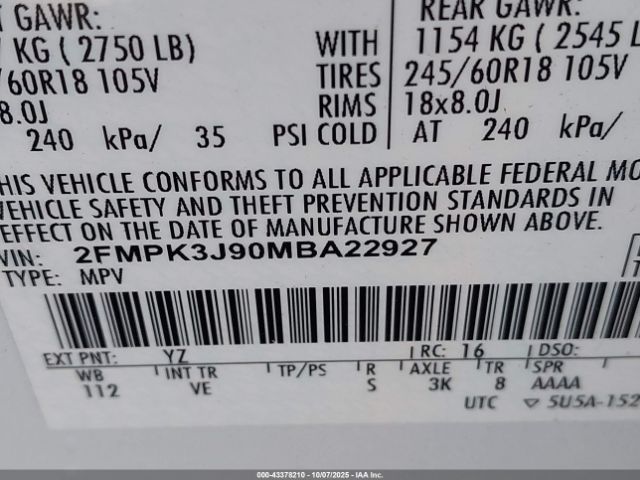 GAWR:
REAR GAWR:
KG ( 2750 LB) WITH 1154 KG ( 2545 L
/60R18 105V TIRES 245/60R18 105V
8.0J RIMS 18x8.0J
240 kPa/ 35 PSI COLD AT 240 kPa/
THIS VEHICLE CONFORMS TO ALL APPLICABLE FEDERAL MO
VEHICLE SAFETY AND THEFT PREVENTION STANDARDS IN
EFFECT ON THE DATE OF MANUFACTURE SHOWN ABOVE.
VIN: 2FMPK3J90MBA22927
TYPE: MPV
EXT PNT: YZ RC: 16 DSO:
WB INT TR TP/PS R AXLE TR SPR
112 VE S 3K 8 AAAA
UTC ▽ 5U5A-152
000-43378210 - 10/07/2025 - IAAI.COM